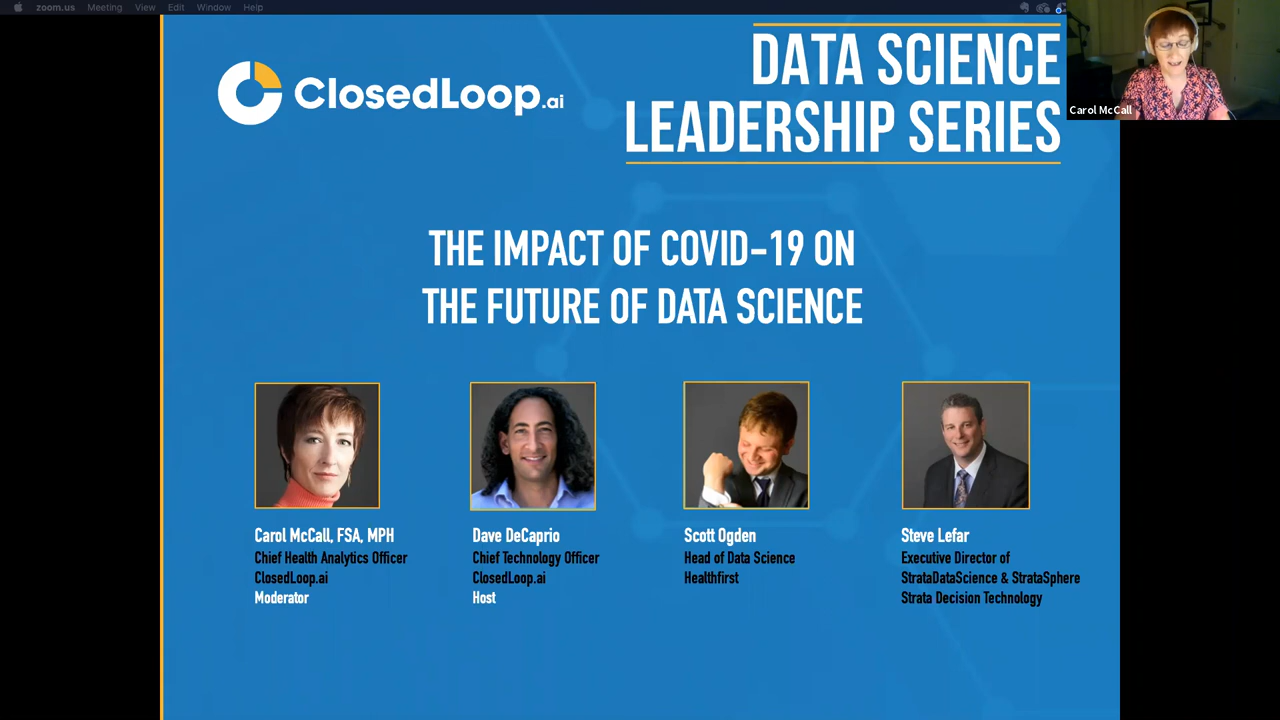 zoom.us Meeting View Edit Window Help
ClosedLoop.ai
DATA SCIENCE
LEADERSHIP SERIES
Carol McCall
THE IMPACT OF COVID-19 ON
THE FUTURE OF DATA SCIENCE
Carol McCall, FSA, MPH
Chief Health Analytics Officer
ClosedLoop.ai
Moderator
Dave DeCaprio
Chief Technology Officer
ClosedLoop.ai
Host
Scott Ogden
Head of Data Science
Healthfirst
Steve Lefar
Executive Director of
StrataDataScience & StrataSphere
Strata Decision Technology